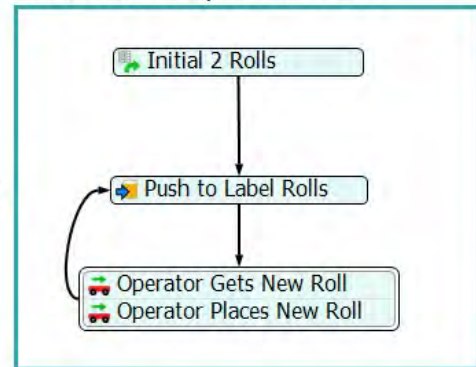 Initial 2 Rolls
Push to Label Rolls
Operator Gets New Roll
Operator Places New Roll